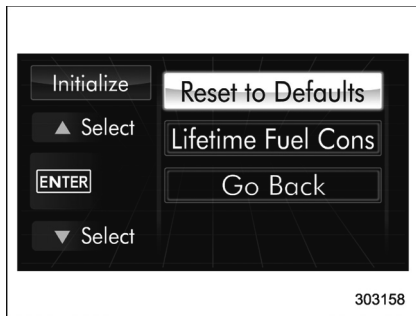 Initialize
▲ Select
ENTER
▼ Select
Reset to Defaults
Lifetime Fuel Cons
Go Back
303158